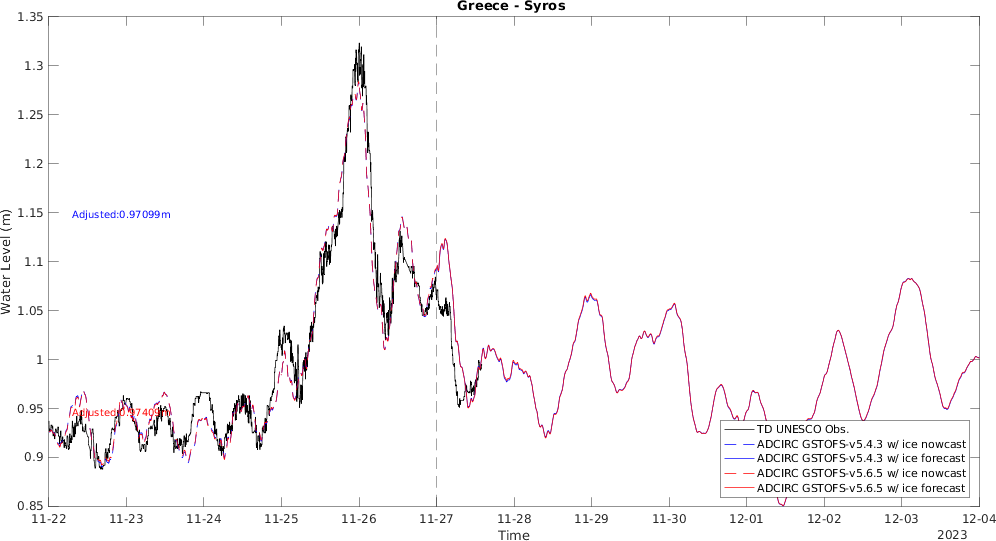 Greece - Syros
1.35
1.3
1.25
1.2
1.15
1.1
1.05
1
0.95
0.9
0.85
Water Level (m)
Adjusted:0.97099m
Adjusted:0.97409m
TD UNESCO Obs.
ADCIRC GSTOFS-v5.4.3 w/ ice nowcast
ADCIRC GSTOFS-v5.4.3 w/ ice forecast
ADCIRC GSTOFS-v5.6.5 w/ ice nowcast
ADCIRC GSTOFS-v5.6.5 w/ ice forecast
11-22 11-23 11-24 11-25 11-26 11-27 11-28 11-29 11-30 12-01 12-02 12-03 12-04
Time
2023